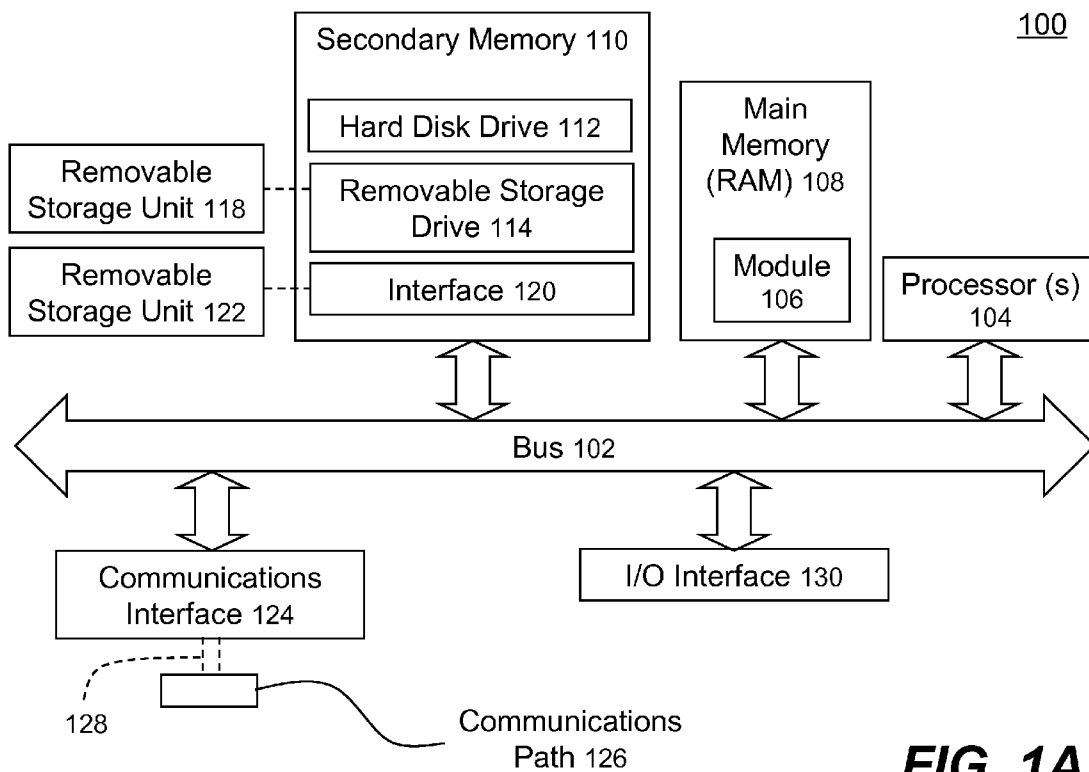 100
Secondary Memory 110
Hard Disk Drive 112
Removable Storage
Drive 114
Interface 120
Removable
Storage Unit 118
Removable
Storage Unit 122
Main
Memory
(RAM) 108
Module
106
Processor (s)
104
Bus 102
Communications
Interface 124
I/O Interface 130
128
Communications
Path 126
FIG. 1A